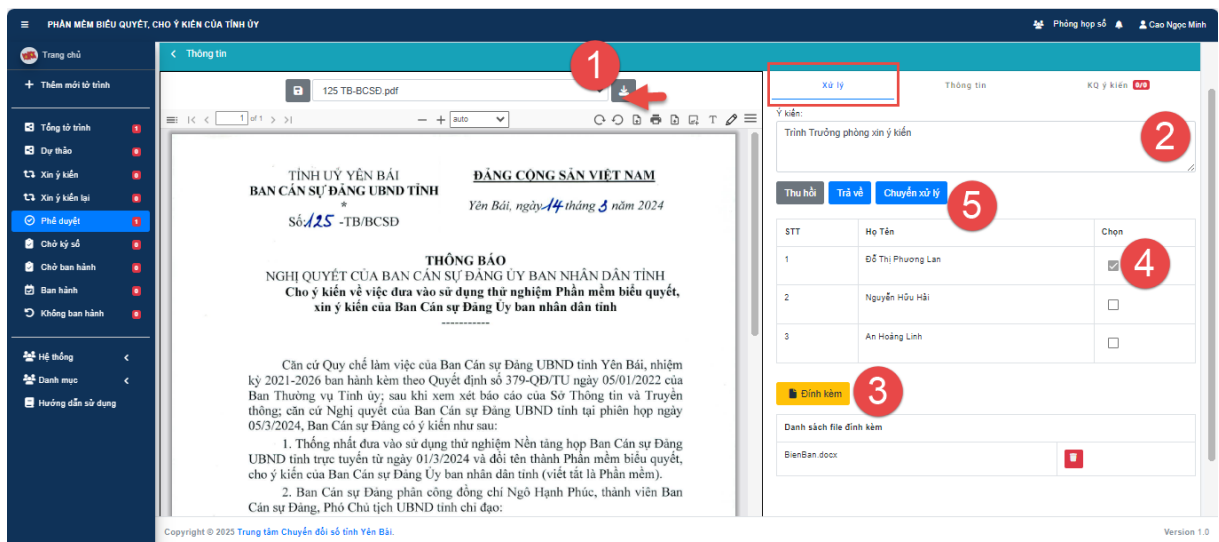 PHẦN MỀM BIỂU QUYẾT, CHO Ý KIẾN CỦA TỈNH ỦY
Phòng họp số
Cao Ngọc Minh
Trang chủ
Thêm mới tờ trình
Tổng tờ trình 1
Dự thảo 0
Xin ý kiến 0
Xin ý kiến lại 0
Phê duyệt 1
Chờ ký số 0
Chờ ban hành 0
Ban hành 0
Không ban hành 0
Hệ thống
Danh mục
Hướng dẫn sử dụng
Thông tin
1
125 TB-BCSĐ.pdf
1 of 1
auto
TỈNH UỶ YÊN BÁI
BAN CÁN SỰ ĐẢNG UBND TỈNH
*
Số:125 -TB/BCSĐ
ĐẢNG CỘNG SẢN VIỆT NAM
Yên Bái, ngày 14 tháng 3 năm 2024
THÔNG BÁO
NGHỊ QUYẾT CỦA BAN CÁN SỰ ĐẢNG ỦY BAN NHÂN DÂN TỈNH
Cho ý kiến về việc đưa vào sử dụng thử nghiệm Phần mềm biểu quyết,
xin ý kiến của Ban Cán sự Đảng Ủy ban nhân dân tỉnh
-----------
Căn cứ Quy chế làm việc của Ban Cán sự Đảng UBND tỉnh Yên Bái, nhiệm
kỳ 2021-2026 ban hành kèm theo Quyết định số 379-QĐ/TU ngày 05/01/2022 của
Ban Thường vụ Tỉnh ủy; sau khi xem xét báo cáo của Sở Thông tin và Truyền
thông; căn cứ Nghị quyết của Ban Cán sự Đảng UBND tỉnh tại phiên họp ngày
05/3/2024, Ban Cán sự Đảng có ý kiến như sau:
1. Thống nhất đưa vào sử dụng thử nghiệm Nền tảng họp Ban Cán sự Đảng
UBND tỉnh trực tuyến từ ngày 01/3/2024 và đổi tên thành Phần mềm biểu quyết,
cho ý kiến của Ban Cán sự Đảng Ủy ban nhân dân tỉnh (viết tắt là Phần mềm).
2. Ban Cán sự Đảng phân công đồng chí Ngô Hạnh Phúc, thành viên Ban
Cán sự Đảng, Phó Chủ tịch UBND tỉnh chỉ đạo:
Xử lý
Thông tin
KQ ý kiến 0/0
Ý kiến:
Trình Trưởng phòng xin ý kiến
2
Thu hồi
Trả về
Chuyển xử lý
5
STT Họ Tên Chọn
1 Đỗ Thị Phương Lan
4
2 Nguyễn Hữu Hải
3 An Hoàng Linh
Đính kèm
3
Danh sách file đính kèm
BienBan.docx
Copyright © 2025 Trung tâm Chuyển đổi số tỉnh Yên Bái.
Version 1.0